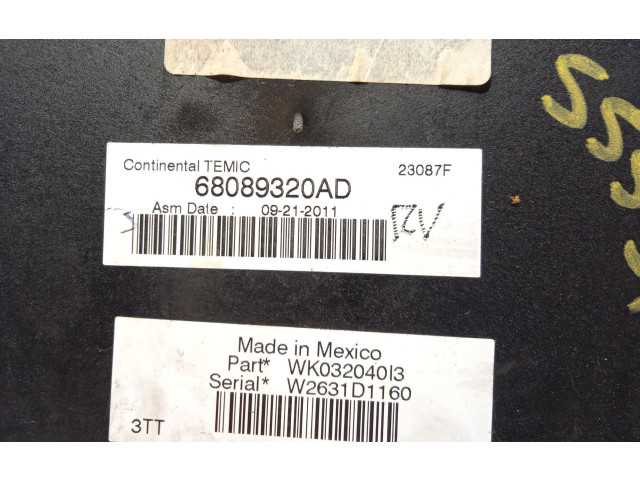 Continental TEMIC 23087F
68089320AD
Asm Date : 09-21-2011
Made in Mexico
Part* WK032040I3
Serial* W2631D1160
3TT